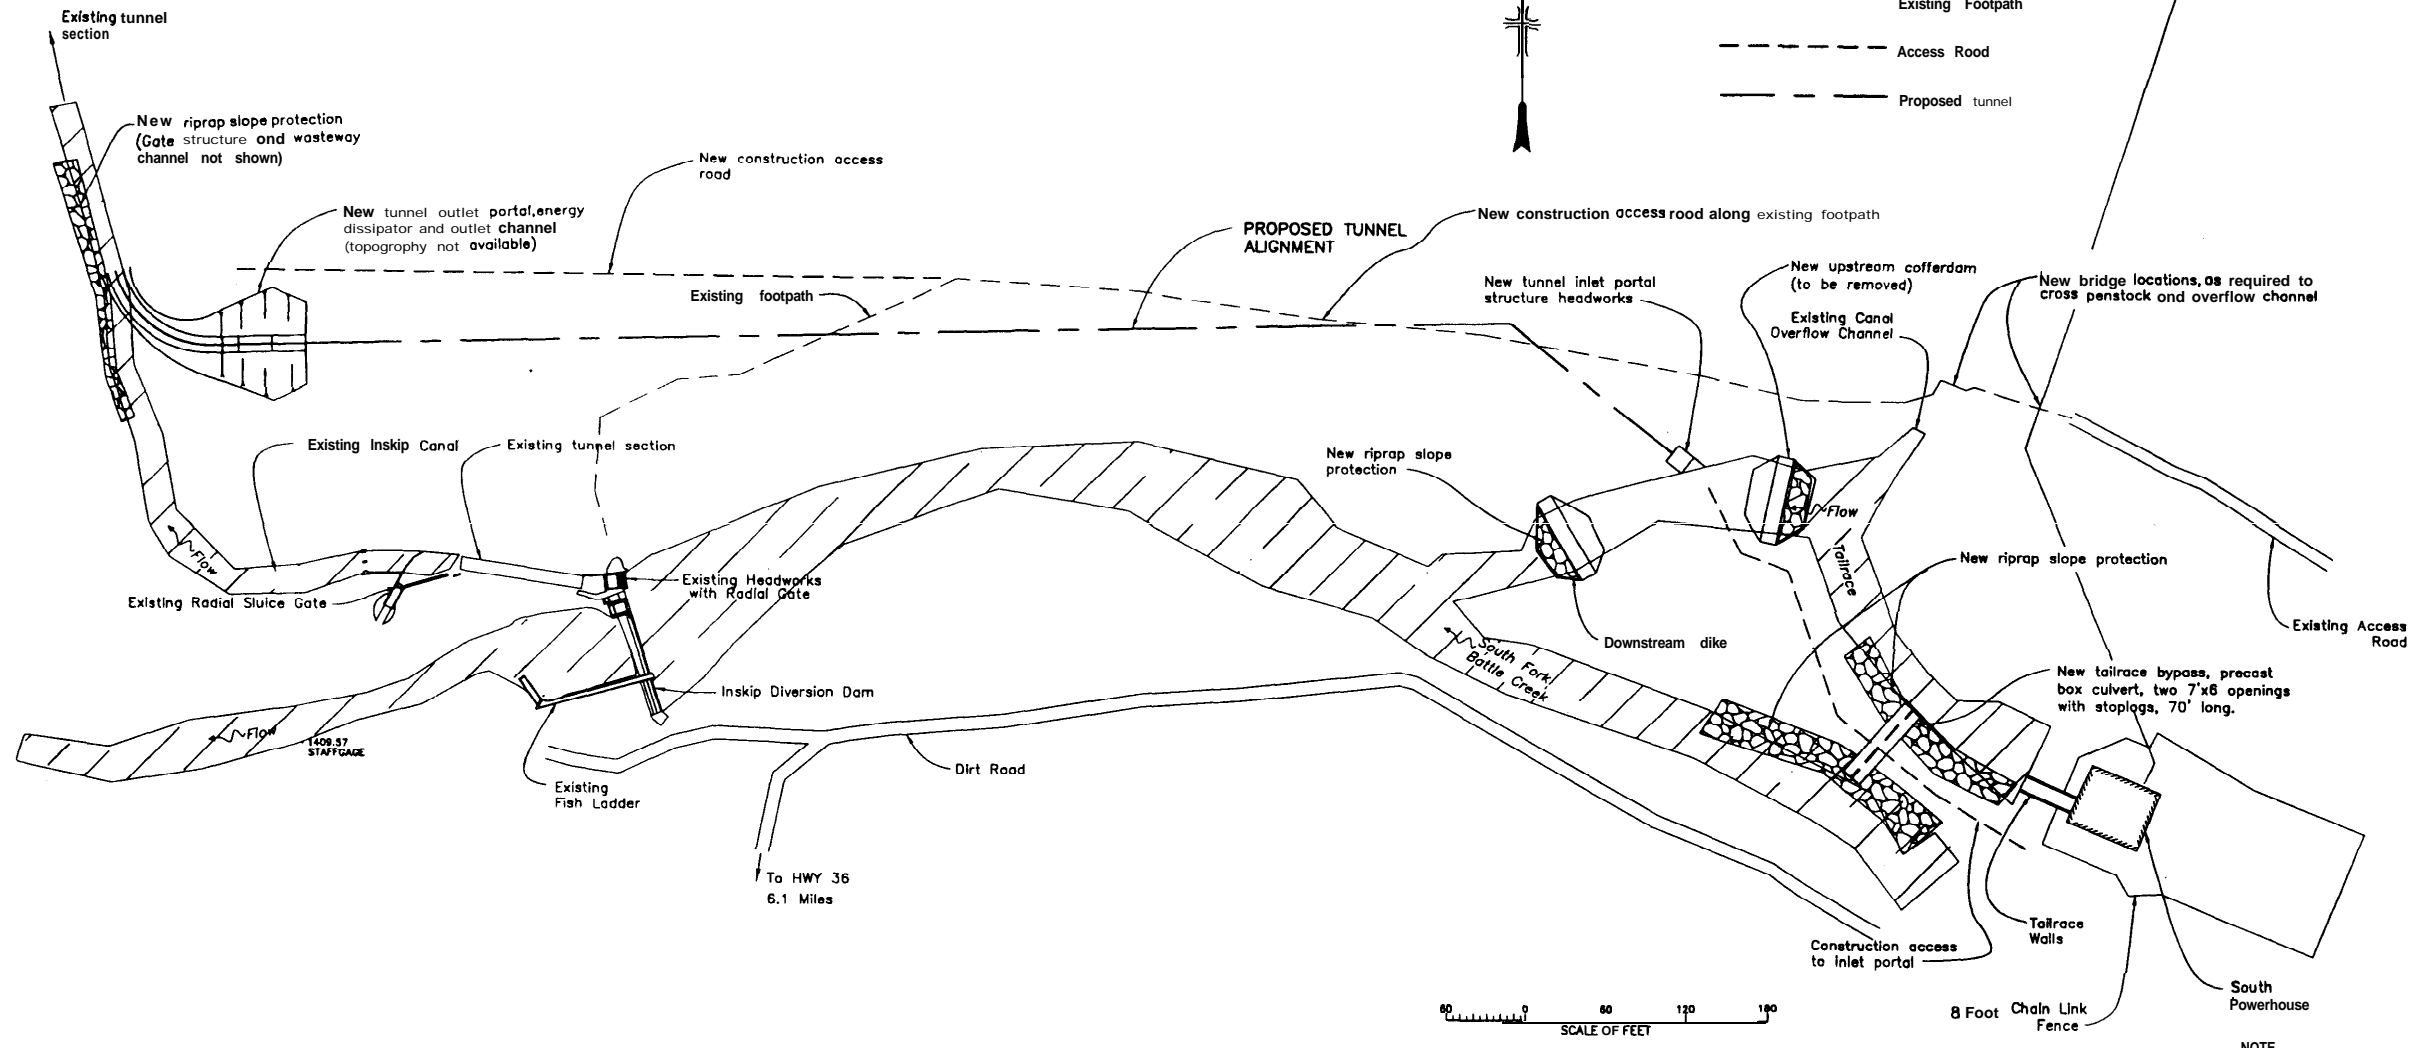 Existing tunnel
section
Existing Footpath
Access Rood
Proposed tunnel
New riprap slope protection
(Gate structure ond wasteway
channel not shown)
New construction access
road
New tunnel outlet portal,energy
dissipator and outlet channel
(topogrophy not available)
PROPOSED TUNNEL
ALIGNMENT
New construction access rood along existing footpath
New tunnel inlet portal
structure headworks
New upstream cofferdam
(to be removed)
Existing Canal
Overflow Channel
New bridge locations, as required to
cross penstock ond overflow channel
Existing footpath
Existing Inskip Canal
Existing tunnel section
New riprap slope
protection
Flow
Flow
Tailrace
New riprap slope protection
Existing Headworks
with Radial Gate
Existing Radial Sluice Gate
Existing Access
Road
Downstream dike
South Fork,
Battle Creek
New tailrace bypass, precast
box culvert, two 7'x6 openings
with stoplogs, 70' long.
Inskip Diversion Dam
Flow
1409.57
STAFF GAGE
Dirt Road
Existing
Fish Ladder
To HWY 36
6.1 Miles
Tailrace
Walls
Construction access
to inlet portal
South
Powerhouse
8 Foot Chain Link
Fence
60 0 60 120 180
SCALE OF FEET
NOTE